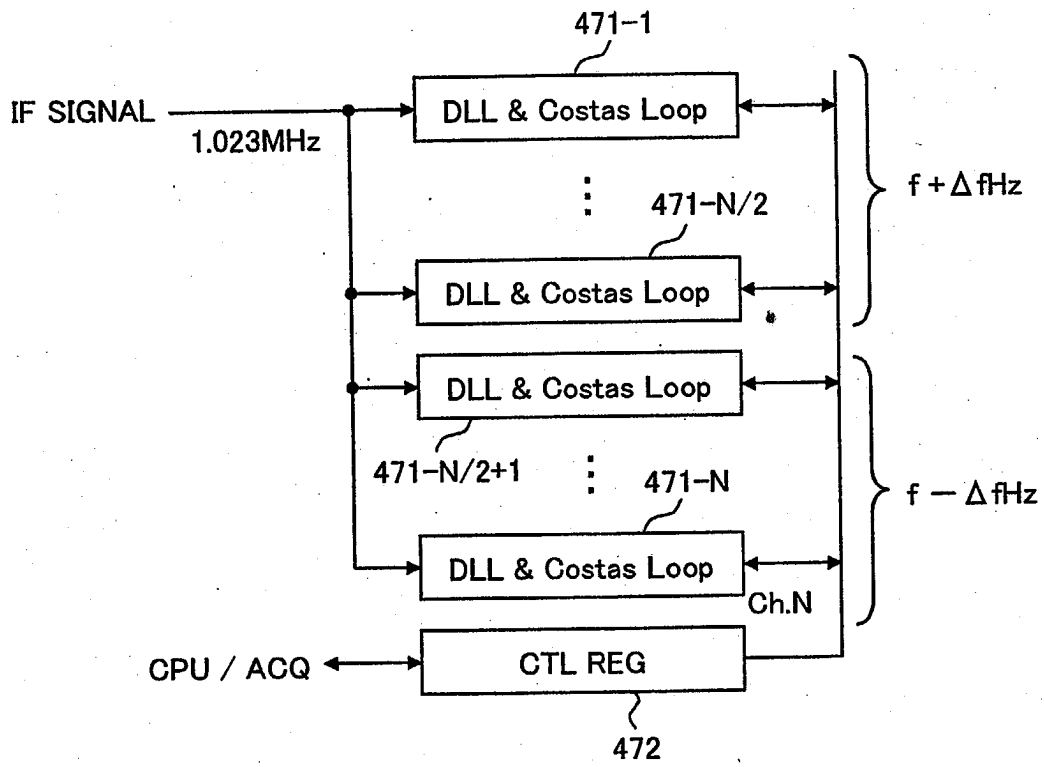 471-1
IF SIGNAL
DLL & Costas Loop
1.023MHz
f+ΔfHz
471-N/2
DLL & Costas Loop
DLL & Costas Loop
471-N/2+1
471-N
f-ΔfHz
DLL & Costas Loop
Ch.N
CPU / ACQ
CTL REG
472